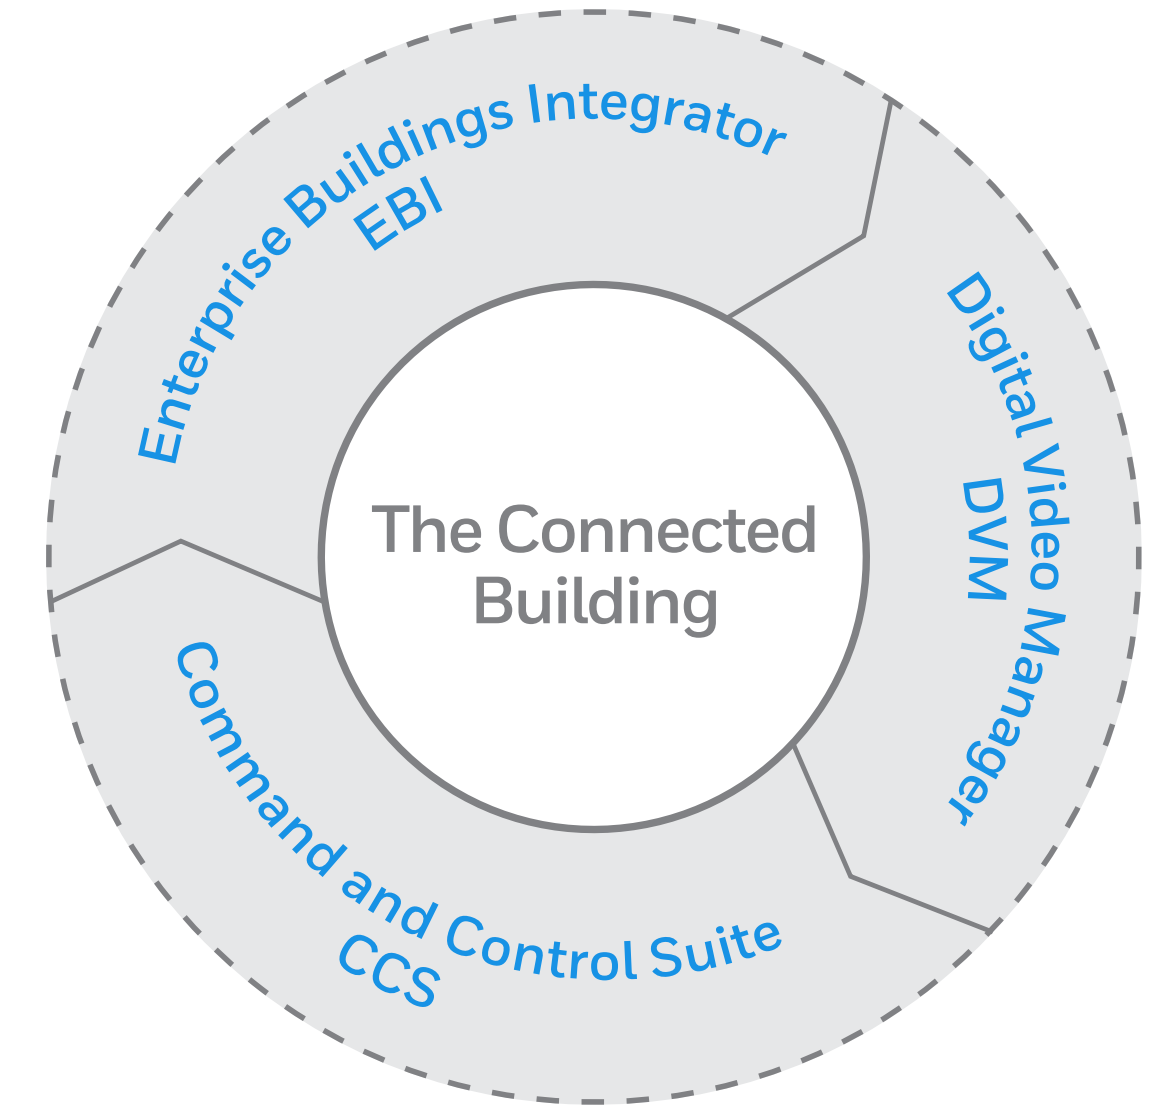 Enterprise Buildings Integrator
EBI
Digital Video Manager
DVM
The Connected
Building
Command and Control Suite
CCS